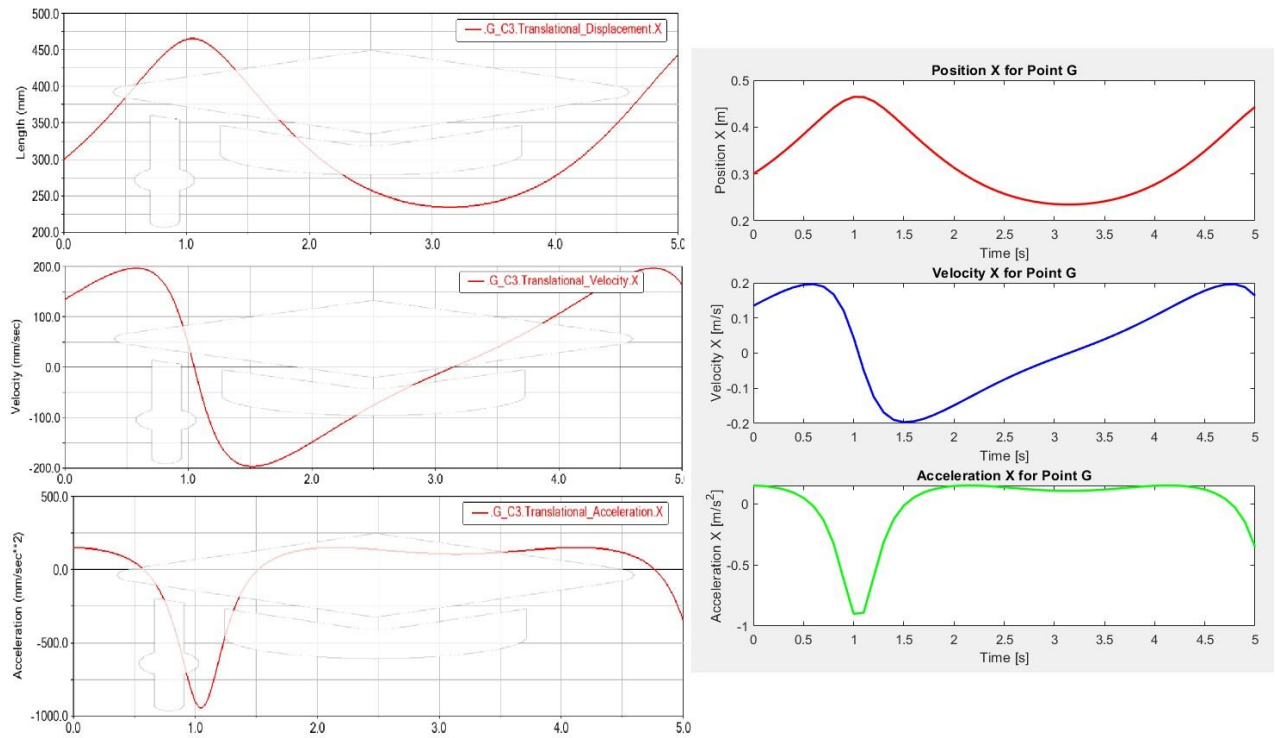 500.0
450.0
400.0
350.0
300.0
250.0
200.0
Length (mm)
.G_C3.Translational_Displacement.X
0.0 1.0 2.0 3.0 4.0 5.0
200.0
100.0
0.0
-100.0
-200.0
Velocity (mm/sec)
.G_C3.Translational_Velocity.X
0.0 1.0 2.0 3.0 4.0 5.0
500.0
0.0
-500.0
-1000.0
Acceleration (mm/sec**2)
.G_C3.Translational_Acceleration.X
0.0 1.0 2.0 3.0 4.0 5.0
Position X for Point G
0.5
0.4
0.3
0.2
Position X [m]
0 0.5 1 1.5 2 2.5 3 3.5 4 4.5 5
Time [s]
Velocity X for Point G
0.2
0.1
0
-0.1
-0.2
Velocity X [m/s]
0 0.5 1 1.5 2 2.5 3 3.5 4 4.5 5
Time [s]
Acceleration X for Point G
0
-0.5
-1
Acceleration X [m/s²]
0 0.5 1 1.5 2 2.5 3 3.5 4 4.5 5
Time [s]